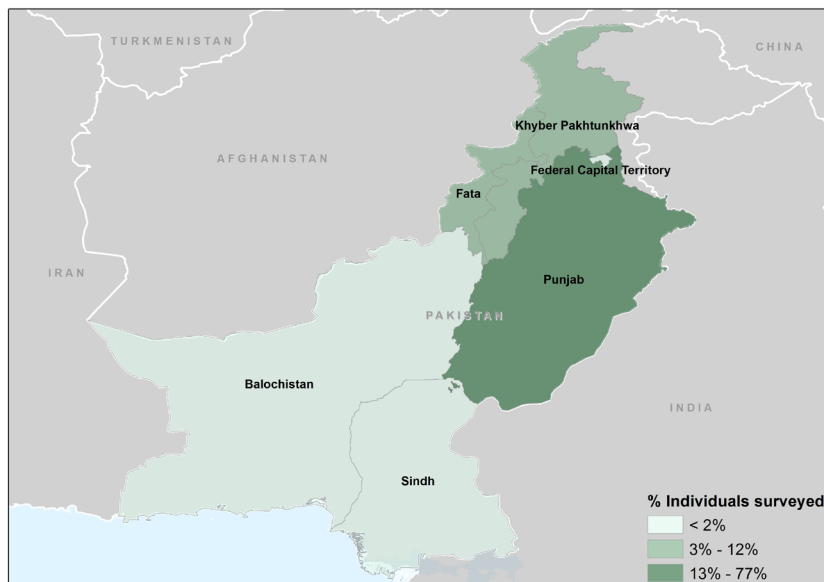 TURKMENISTAN
CHINA
Khyber Pakhtunkhwa
AFGHANISTAN
Federal Capital Territory
Fata
IRAN
Punjab
PAKISTAN
Balochistan
INDIA
Sindh
% Individuals surveyed
< 2%
3% - 12%
13% - 77%